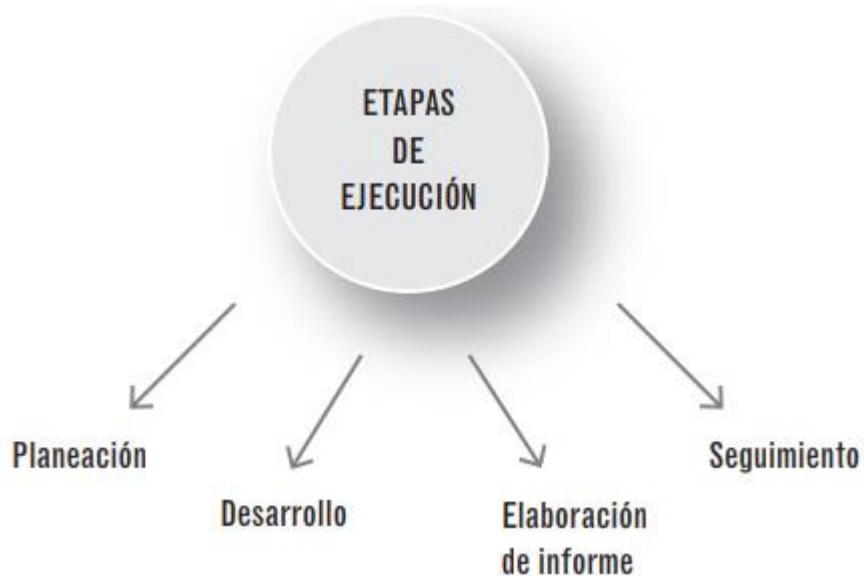 ETAPAS
DE
EJECUCIÓN
Planeación
Desarrollo
Elaboración
de informe
Seguimiento